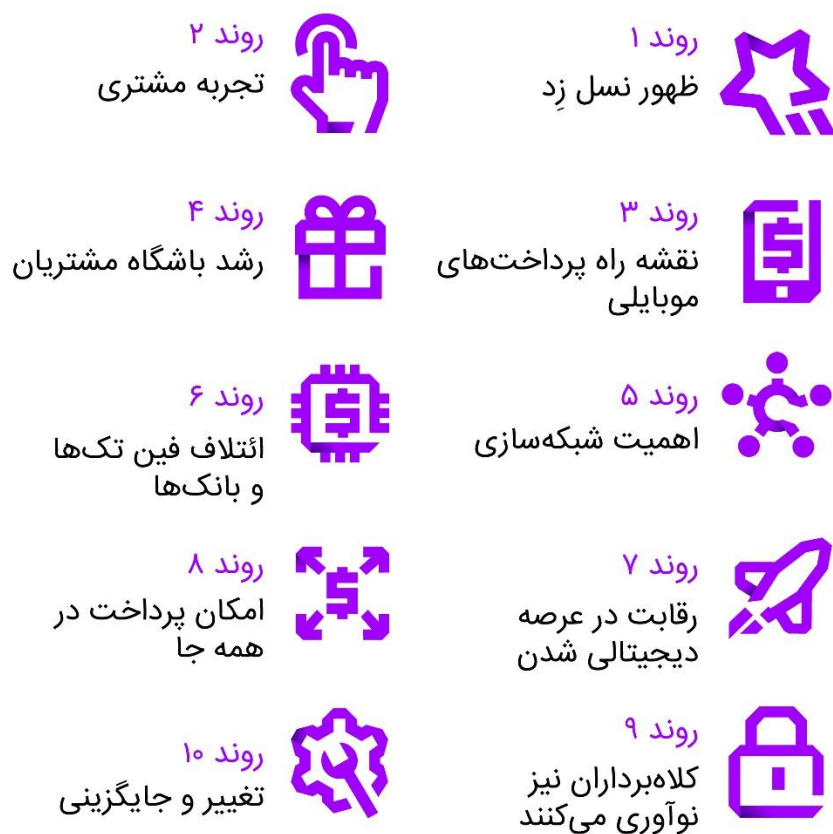 روند ۱
ظهور نسل زِد
روند ۲
تجربه مشتری
روند ۳
نقشه راه پرداخت‌های
موبایلی
روند ۴
رشد باشگاه مشتریان
روند ۵
اهمیت شبکه‌سازی
روند ۶
ائتلاف فین تک‌ها
و بانک‌ها
روند ۷
رقابت در عرصه
دیجیتالی شدن
روند ۸
امکان پرداخت در
همه جا
روند ۹
کلاه‌برداران نیز
نوآوری می‌کنند
روند ۱۰
تغییر و جایگزینی